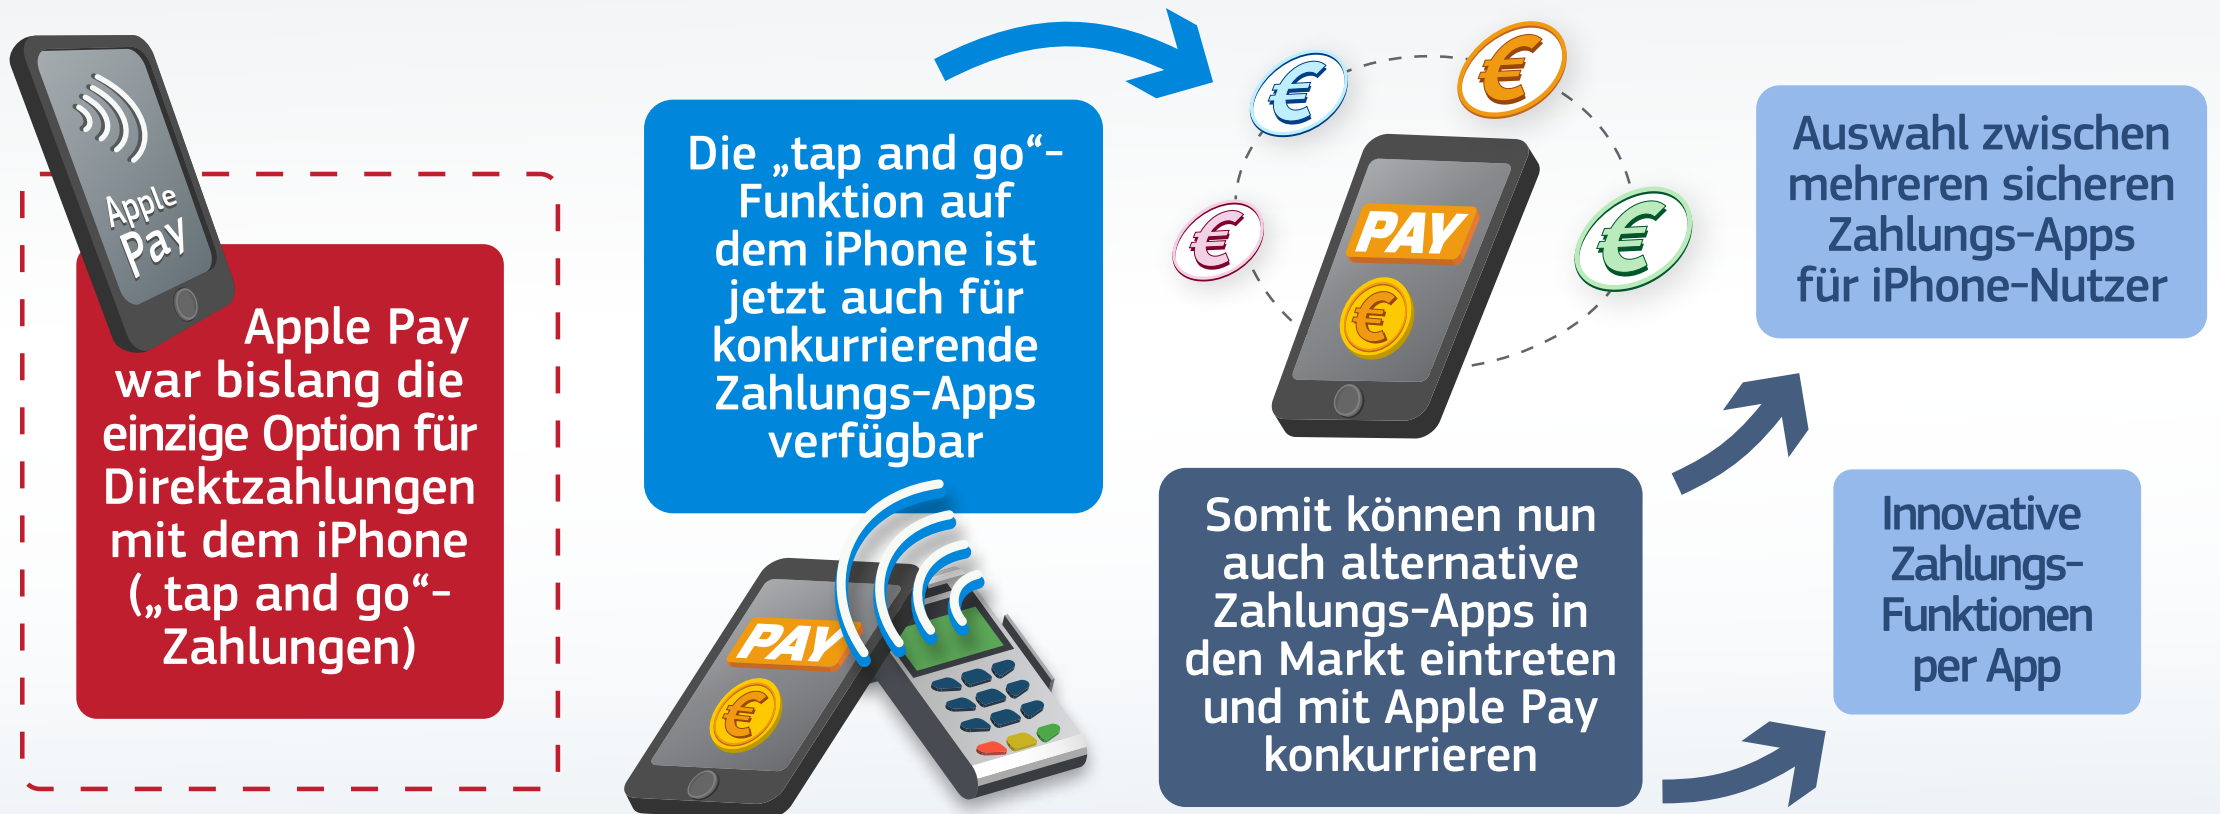 Apple
Pay
Apple Pay
war bislang die
einzige Option für
Direktzahlungen
mit dem iPhone
(„tap and go“-
Zahlungen)
Die „tap and go“-
Funktion auf
dem iPhone ist
jetzt auch für
konkurrierende
Zahlungs-Apps
verfügbar
PAY
€
€
€
€
€
PAY
€
Somit können nun
auch alternative
Zahlungs-Apps in
den Markt eintreten
und mit Apple Pay
konkurrieren
Auswahl zwischen
mehreren sicheren
Zahlungs-Apps
für iPhone-Nutzer
Innovative
Zahlungs-
Funktionen
per App